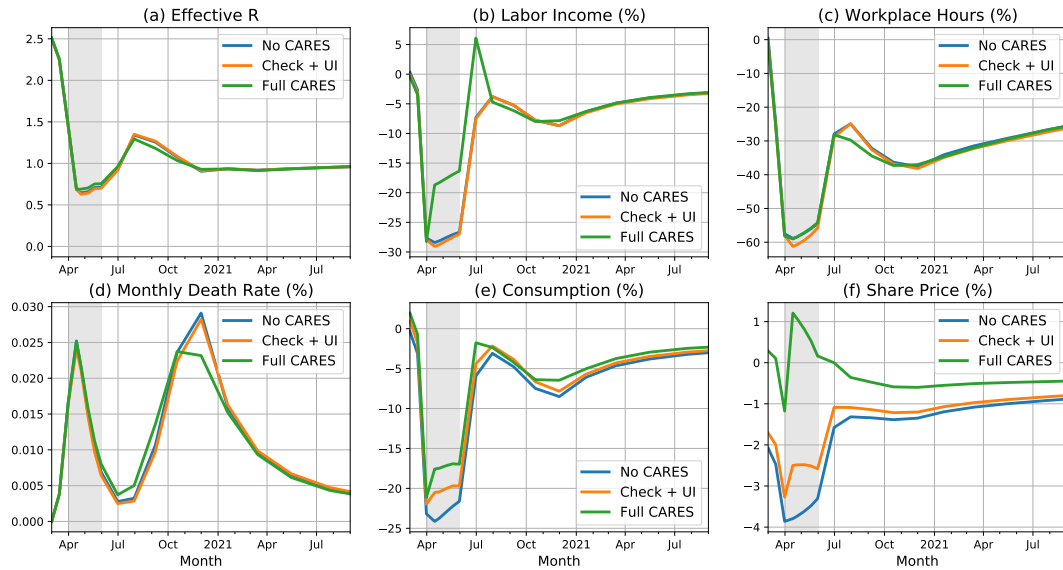 (a) Effective R
2.5
2.0
1.5
1.0
0.5
0.0
No CARES
Check + UI
Full CARES
Apr Jul Oct 2021 Apr Jul
(b) Labor Income (%)
5
0
−5
−10
−15
−20
−25
−30
No CARES
Check + UI
Full CARES
Apr Jul Oct 2021 Apr Jul
(c) Workplace Hours (%)
0
−10
−20
−30
−40
−50
−60
No CARES
Check + UI
Full CARES
Apr Jul Oct 2021 Apr Jul
(d) Monthly Death Rate (%)
0.030
0.025
0.020
0.015
0.010
0.005
0.000
No CARES
Check + UI
Full CARES
Apr Jul Oct 2021 Apr Jul
Month
(e) Consumption (%)
0
−5
−10
−15
−20
−25
No CARES
Check + UI
Full CARES
Apr Jul Oct 2021 Apr Jul
Month
(f) Share Price (%)
1
0
−1
−2
−3
−4
No CARES
Check + UI
Full CARES
Apr Jul Oct 2021 Apr Jul
Month